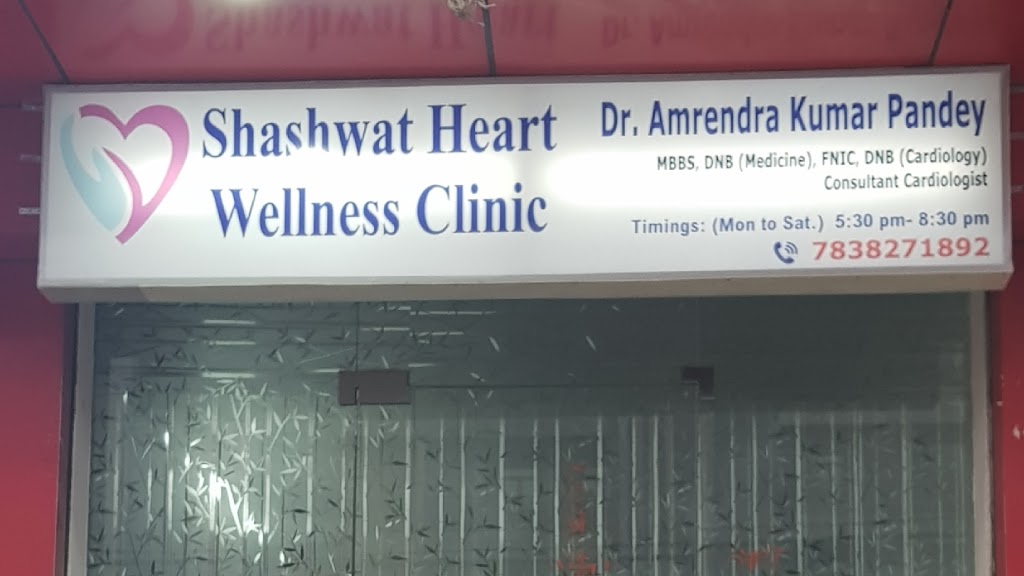 Shashwat Heart
Wellness Clinic
Dr. Amrendra Kumar Pandey
MBBS, DNB (Medicine), FNIC, DNB (Cardiology)
Consultant Cardiologist
Timings: (Mon to Sat.) 5:30 pm- 8:30 pm
7838271892